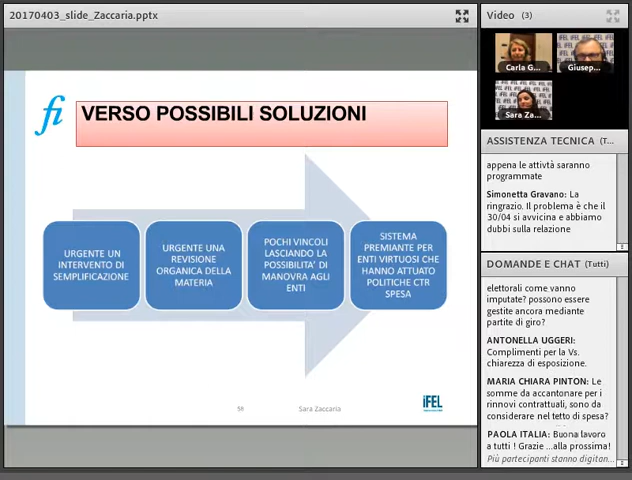 20170403_slide_Zaccaria.pptx
fi
VERSO POSSIBILI SOLUZIONI
URGENTE UN
INTERVENTO DI
SEMPLIFICAZIONE
URGENTE UNA
REVISIONE
ORGANICA DELLA
MATERIA
POCHI VINCOLI
LASCIANDO LA
POSSIBILITA' DI
MANOVRA AGLI
ENTI
SISTEMA
PREMIANTE PER
ENTI VIRTUOSI CHE
HANNO ATTUATO
POLITICHE CTR
SPESA
Sara Zaccaria
iFEL
Video (3)
Carla G...
Giusep...
Sara Za...
ASSISTENZA TECNICA (T...
appena le attivtà saranno
programmate
Simonetta Gravano: La
ringrazio. Il problema è che il
30/04 si avvicina e abbiamo
dubbi sulla relazione
DOMANDE E CHAT (Tutti)
elettorali come vanno
imputate? possono essere
gestite ancora mediante
partite di giro?
ANTONELLA UGGERI:
Complimenti per la Vs.
chiarezza di esposizione.
MARIA CHIARA PINTON: Le
somme da accantonare per i
rinnovi contrattuali, sono da
considerare nel tetto di spesa?
PAOLA ITALIA: Buona lavoro
a tutti ! Grazie ...alla prossima!
Più partecipanti stanno digitan...